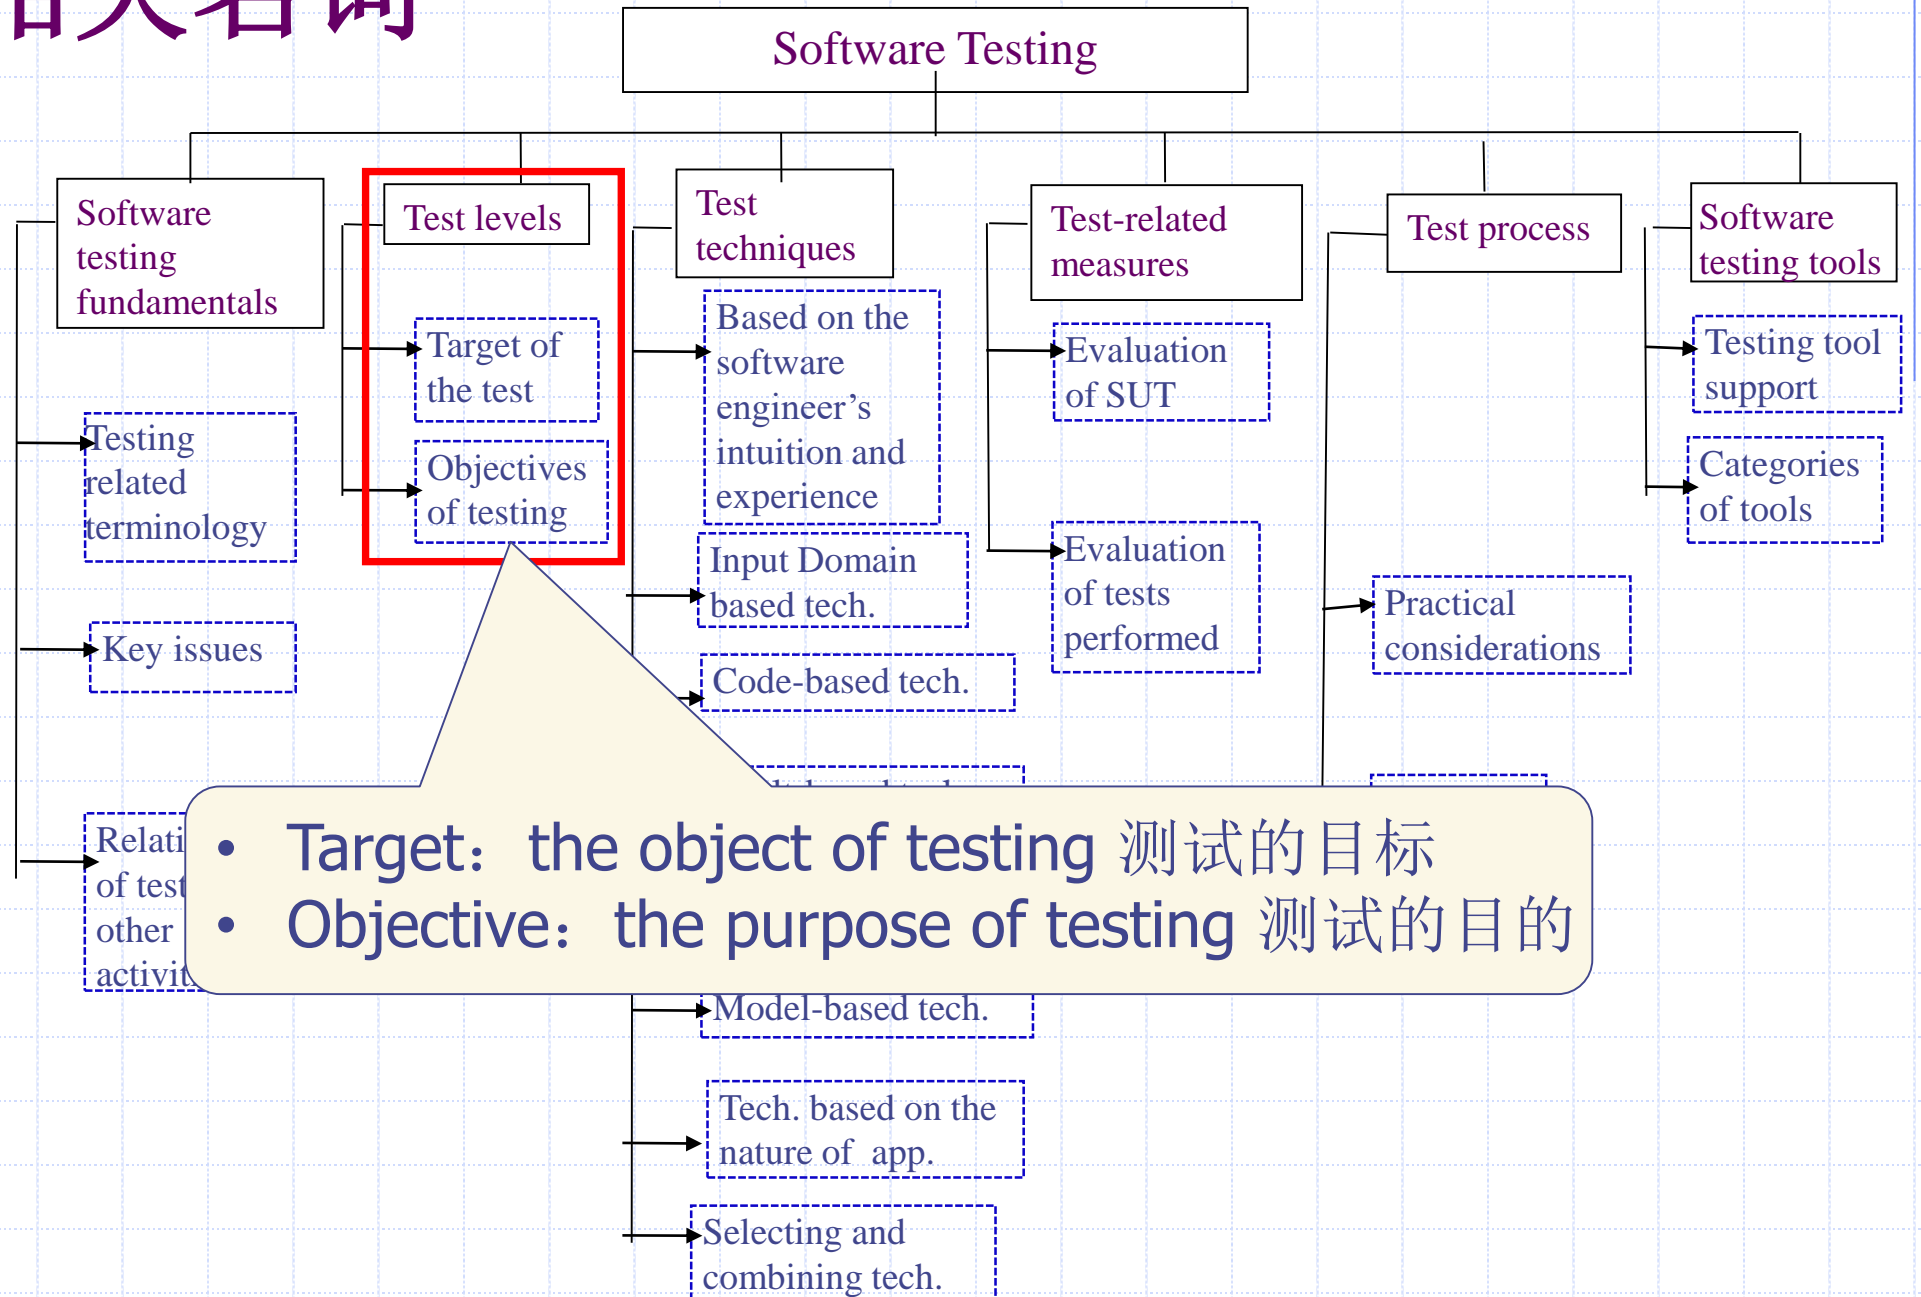 相关名词
Software Testing
Software
testing
fundamentals
Testing
related
terminology
Key issues
of
other
Test levels
Target of
the test
Objectives
of testing
Test
techniques
Based on the
software
engineer’s
intuition and
experience
Input Domain
based tech.
Code-based tech.
Model-based tech.
Tech. based on the
nature of app.
Selecting and
combining tech.
Test-related
measures
Evaluation
of SUT
Evaluation
of tests
performed
Test process
Practical
considerations
Software
testing tools
Testing tool
support
Categories
of tools
• Target：the object of testing 测试的目标
• Objective：the purpose of testing 测试的目的